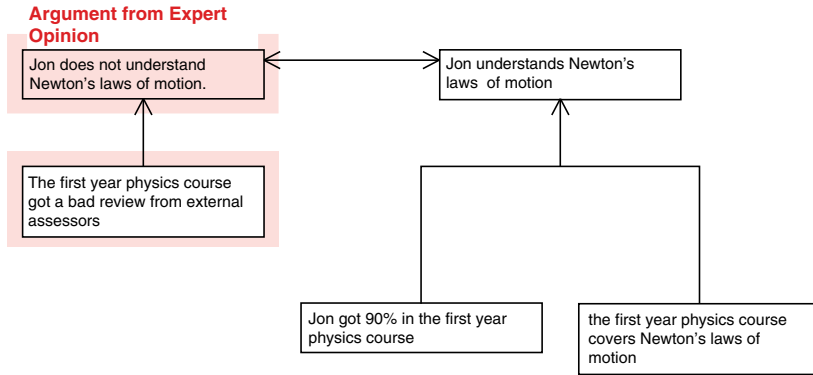 Argument from Expert
Opinion
Jon does not understand
Newton's laws of motion.
Jon understands Newton's
laws of motion
The first year physics course
got a bad review from external
assessors
Jon got 90% in the first year
physics course
the first year physics course
covers Newton's laws of
motion